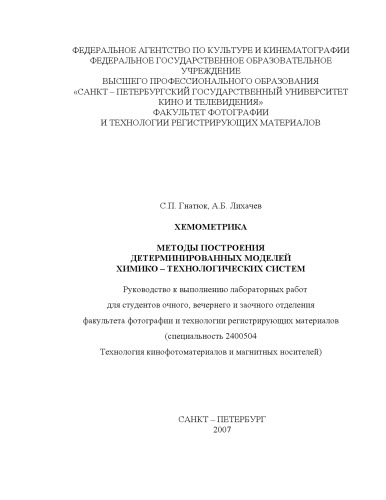 ФЕДЕРАЛЬНОЕ АГЕНТСТВО ПО КУЛЬТУРЕ И КИНЕМАТОГРАФИИ
ФЕДЕРАЛЬНОЕ ГОСУДАРСТВЕННОЕ ОБРАЗОВАТЕЛЬНОЕ
УЧРЕЖДЕНИЕ
ВЫСШЕГО ПРОФЕССИОНАЛЬНОГО ОБРАЗОВАНИЯ
«САНКТ – ПЕТЕРБУРГСКИЙ ГОСУДАРСТВЕННЫЙ УНИВЕРСИТЕТ
КИНО И ТЕЛЕВИДЕНИЯ»
ФАКУЛЬТЕТ ФОТОГРАФИИ
И ТЕХНОЛОГИИ РЕГИСТРИРУЮЩИХ МАТЕРИАЛОВ
С.П. Гнатюк, А.Б. Лихачев
ХЕМОМЕТРИКА
МЕТОДЫ ПОСТРОЕНИЯ
ДЕТЕРМИНИРОВАННЫХ МОДЕЛЕЙ
ХИМИКО – ТЕХНОЛОГИЧЕСКИХ СИСТЕМ
Руководство к выполнению лабораторных работ
для студентов очного, вечернего и заочного отделения
факультета фотографии и технологии регистрирующих материалов
(специальность 2400504
Технология кинофотоматериалов и магнитных носителей)
САНКТ – ПЕТЕРБУРГ
2007